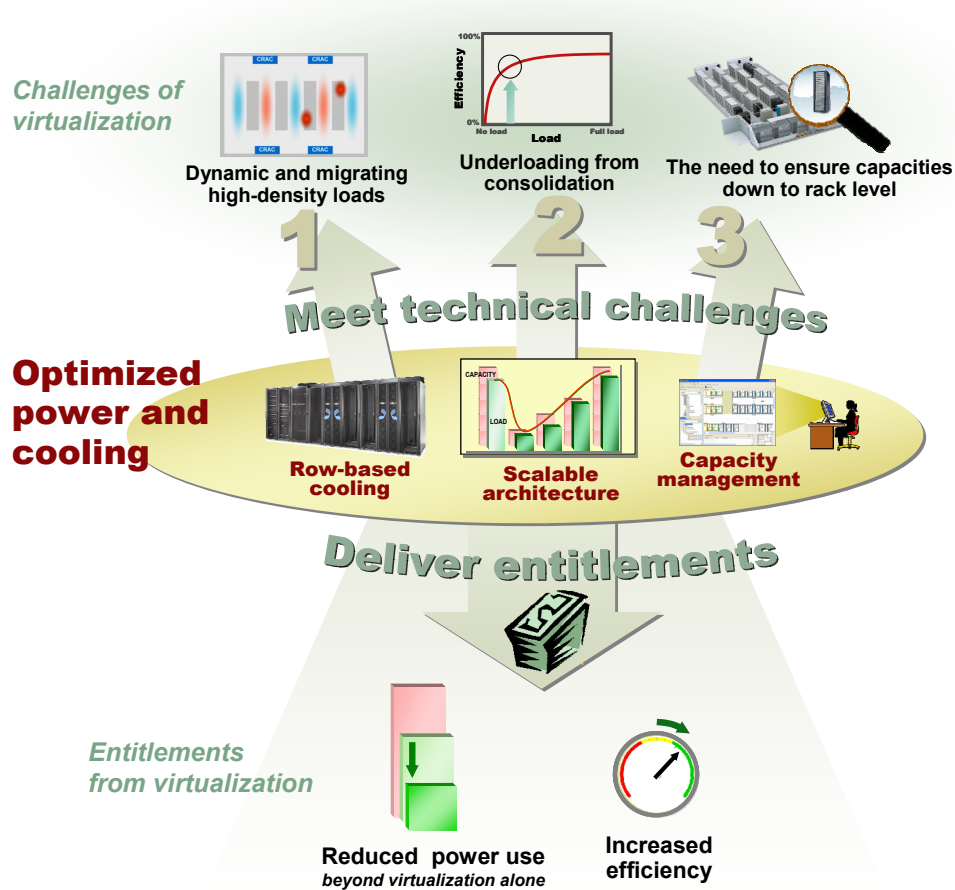 Challenges of
virtualization
CRAC
CRAC
CRAC
CRAC
Dynamic and migrating
high-density loads
100%
Efficiency
0%
No load
Full load
Load
Underloading from
consolidation
The need to ensure capacities
down to rack level
1
2
3
Meet technical challenges
Optimized
power and
cooling
Row-based
cooling
CAPACITY
LOAD
Scalable
architecture
Capacity
management
Deliver entitlements
Entitlements
from virtualization
Reduced power use
beyond virtualization alone
Increased
efficiency